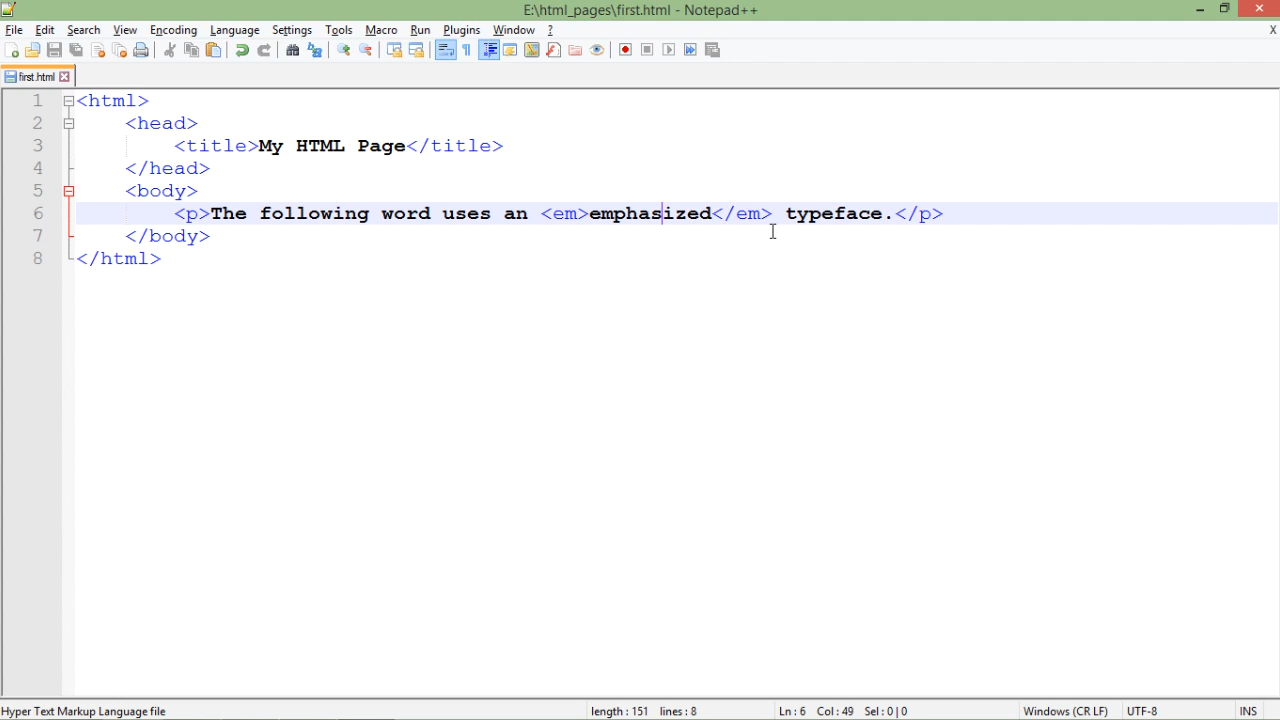 E:\html_pages\first.html - Notepad++
File Edit Search View Encoding Language Settings Tools Macro Run Plugins Window ? X
first.html
1 <html>
2 <head>
3 <title>My HTML Page</title>
4 </head>
5 <body>
6 <p>The following word uses an <em>emphasized</em> typeface.</p>
7 </body>
8 </html>
Hyper Text Markup Language file length : 151 lines : 8 Ln : 6 Col : 49 Sel : 0 | 0 Windows (CR LF) UTF-8 INS